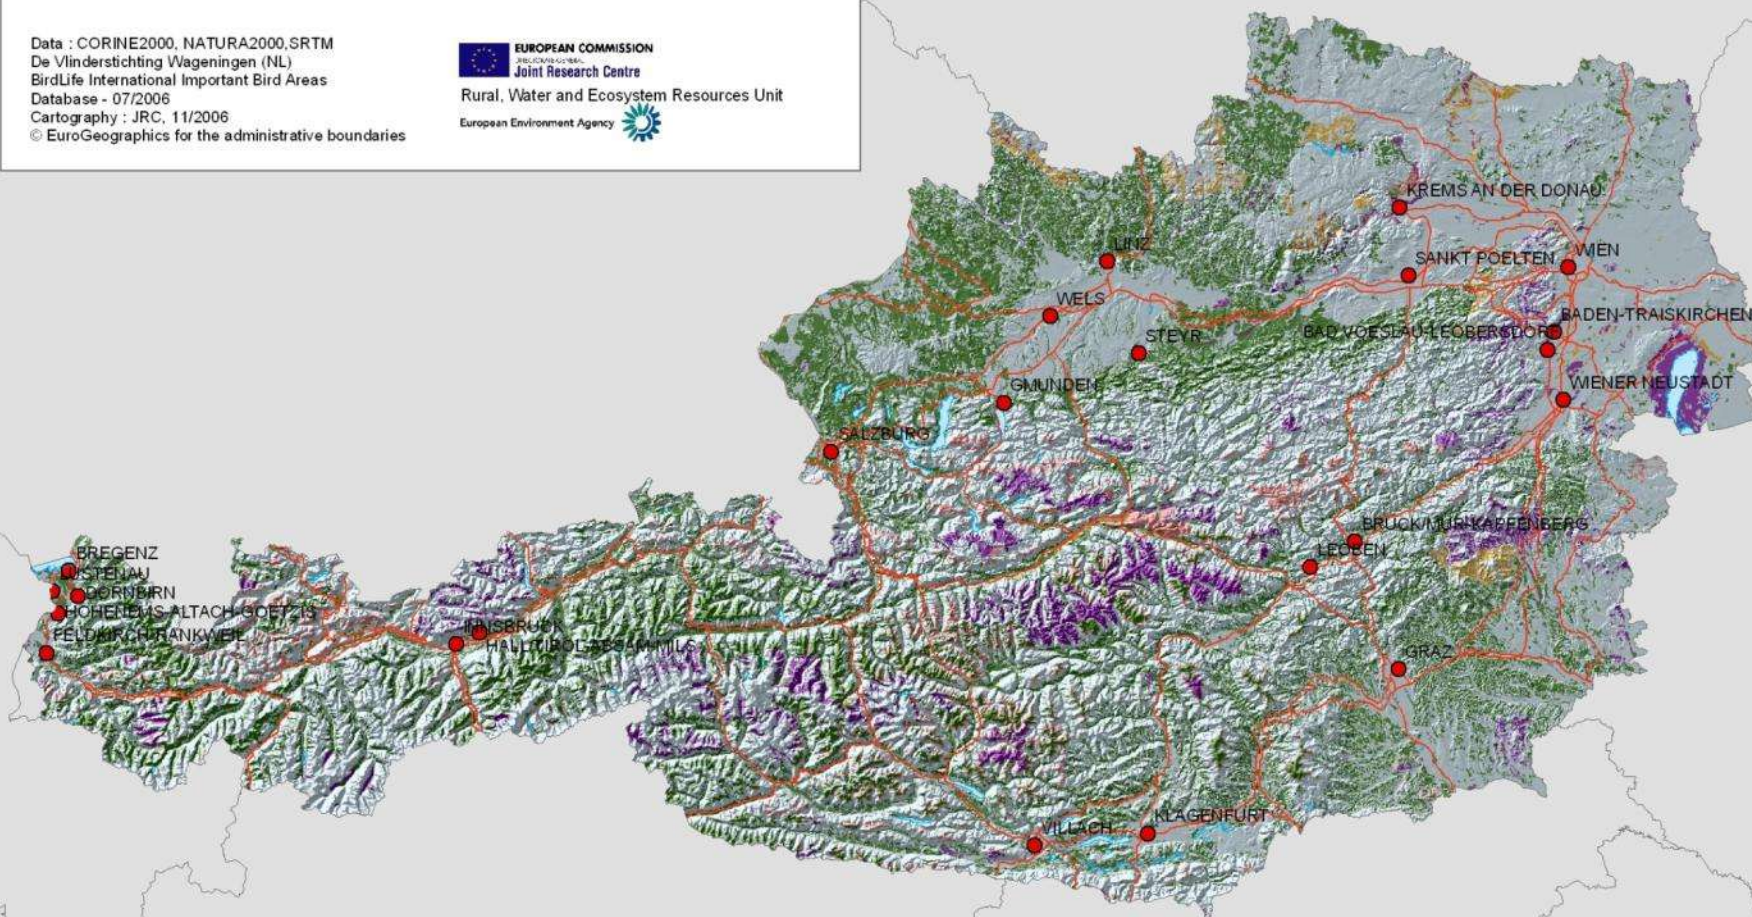 Data : CORINE2000, NATURA2000,SRTM
De Vlinderstichting Wageningen (NL)
BirdLife International Important Bird Areas
Database - 07/2006
Cartography : JRC, 11/2006
© EuroGeographics for the administrative boundaries
EUROPEAN COMMISSION
DIRECTORATE-GENERAL
Joint Research Centre
Rural, Water and Ecosystem Resources Unit
European Environment Agency
KREMS AN DER DONAU
LINZ
WIEN
SANKT POELTEN
WELS
BADEN-TRAISKIRCHEN
STEYR
BAD VOESLAU-LEOBERSDORF
GMUNDEN
WIENER NEUSTADT
SALZBURG
BRUCK/MUR-KAPFENBERG
LEOBEN
BREGENZ
LUSTENAU
DORNBIRN
HOHENEMS-ALTACH-GOETZIS
FELDKIRCH-RANKWEIL
INNSBRUCK
HALL/TIROL-ABSAM-MILS
GRAZ
KLAGENFURT
VILLACH